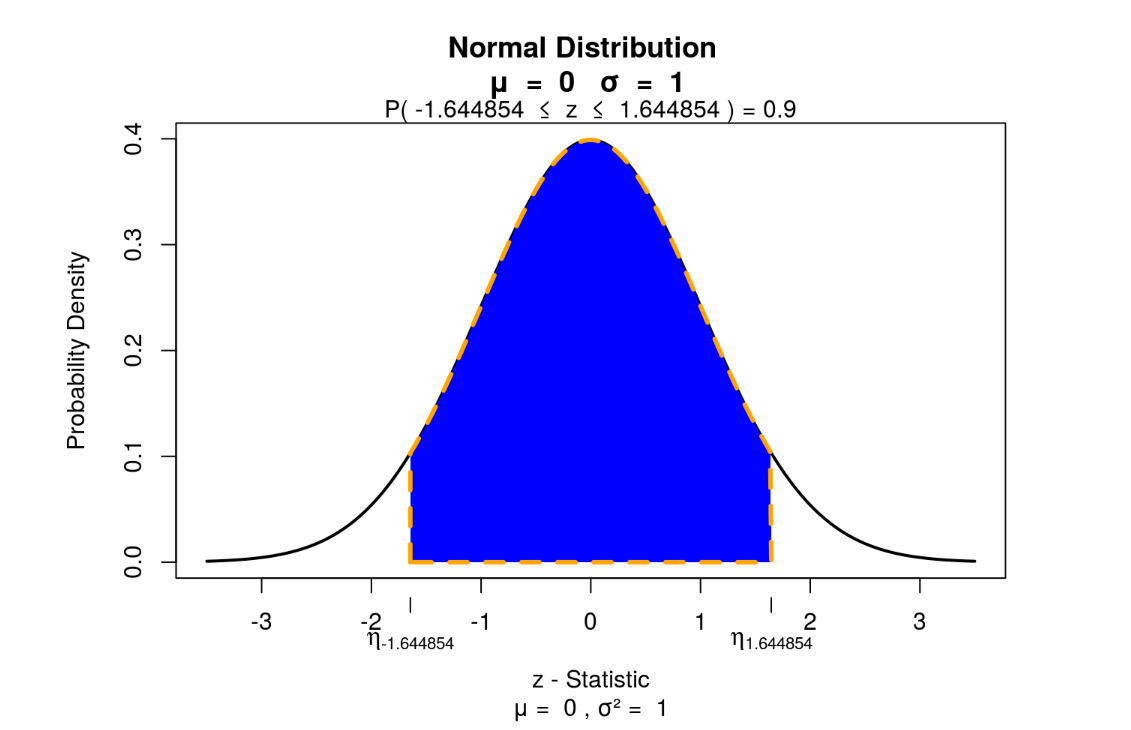 Normal Distribution
μ = 0 σ = 1
P( -1.644854 ≤ z ≤ 1.644854 ) = 0.9
Probability Density
0.4
0.3
0.2
0.1
0.0
-3 -2 -1 0 1 2 3
η-1.644854 η1.644854
z - Statistic
μ = 0 , σ² = 1